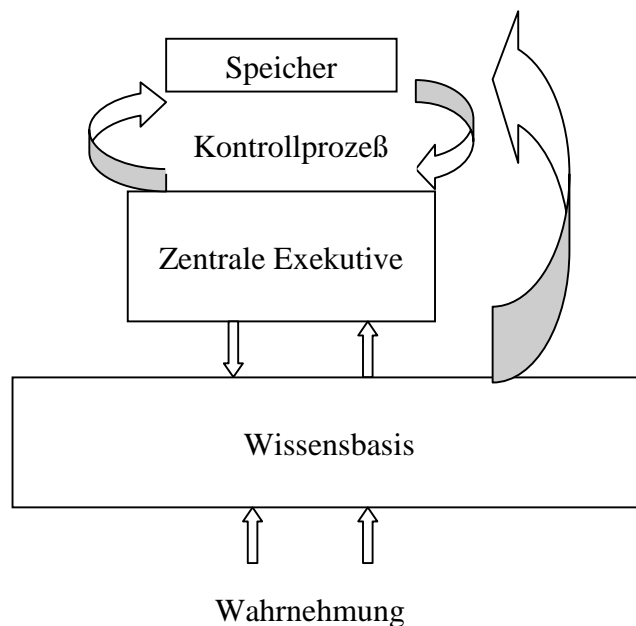 Speicher
Kontrollprozeß
Zentrale Exekutive
Wissensbasis
Wahrnehmung